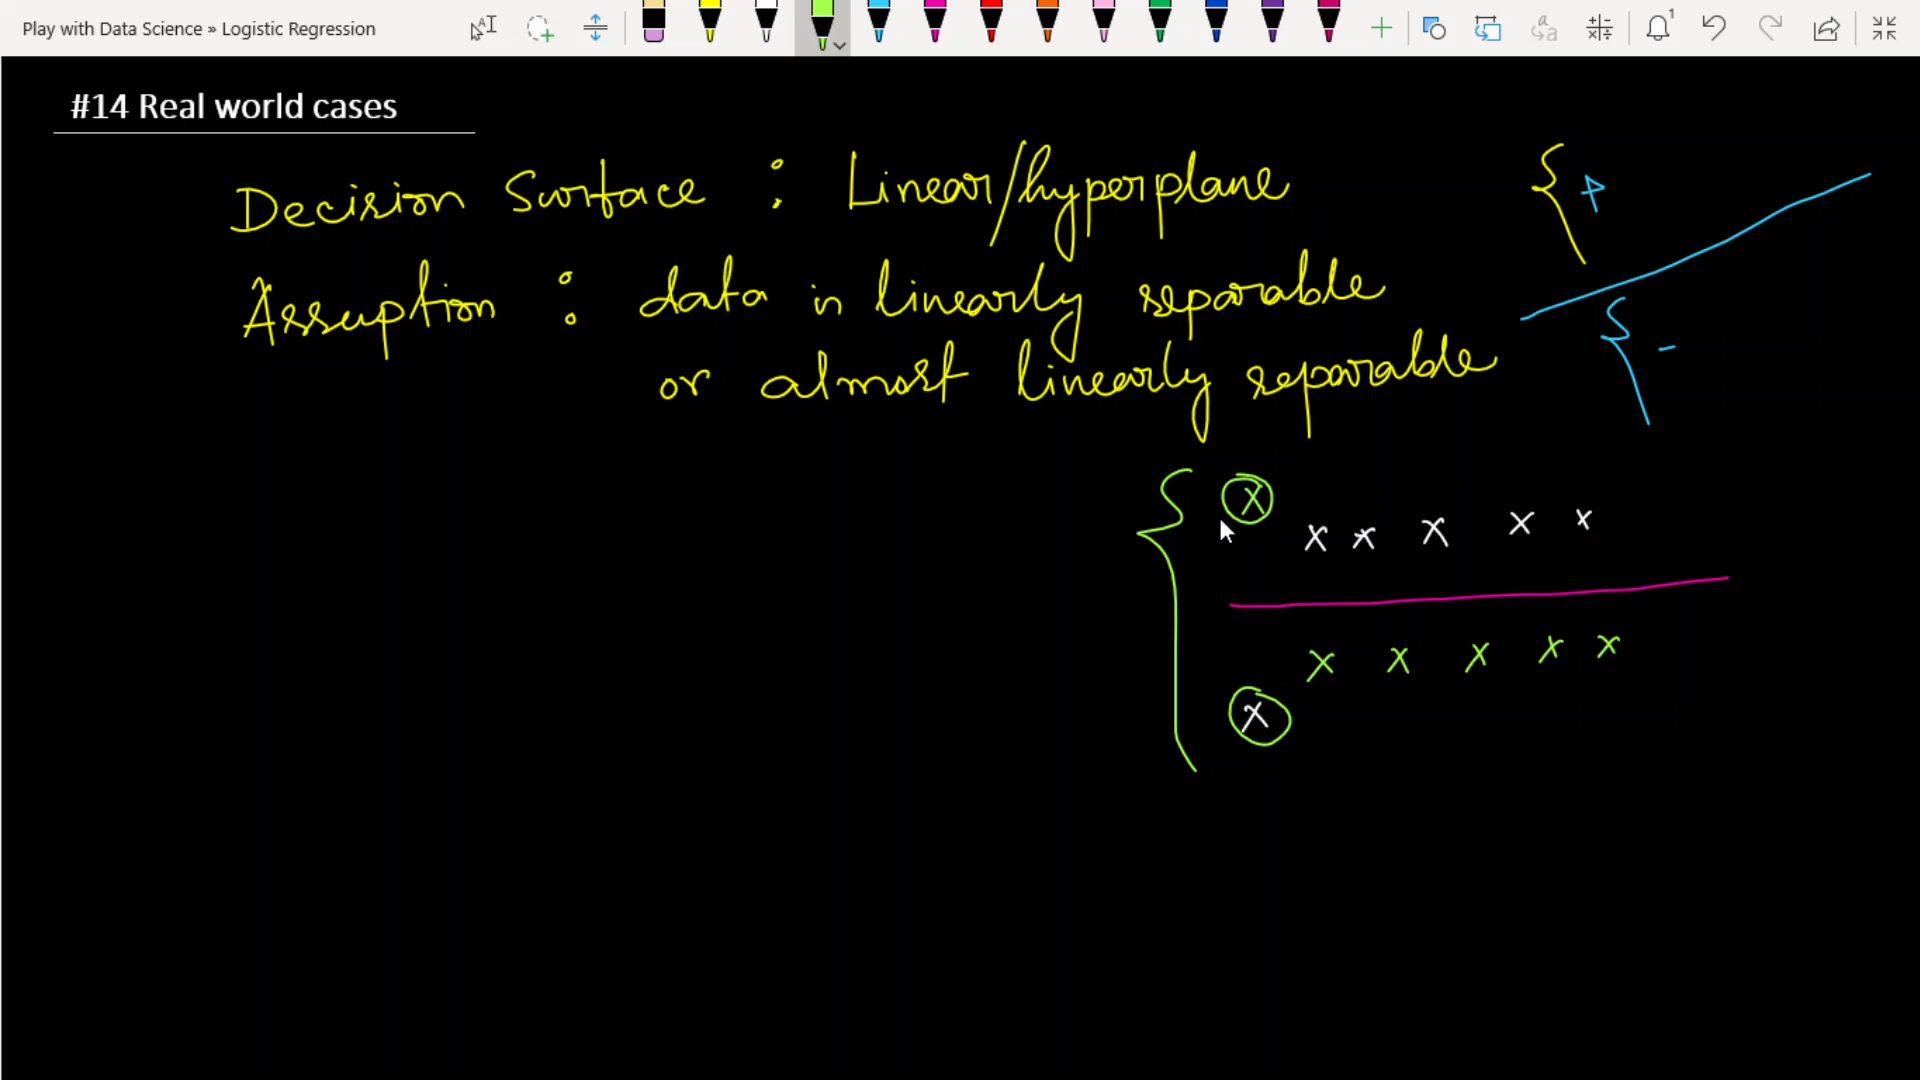 Play with Data Science » Logistic Regression
#14 Real world cases
Decision Surface : Linear/hyperplane
Assuption : data is linearly separable
or almost linearly separable
+
-
x
x x x x x
x x x x x
x